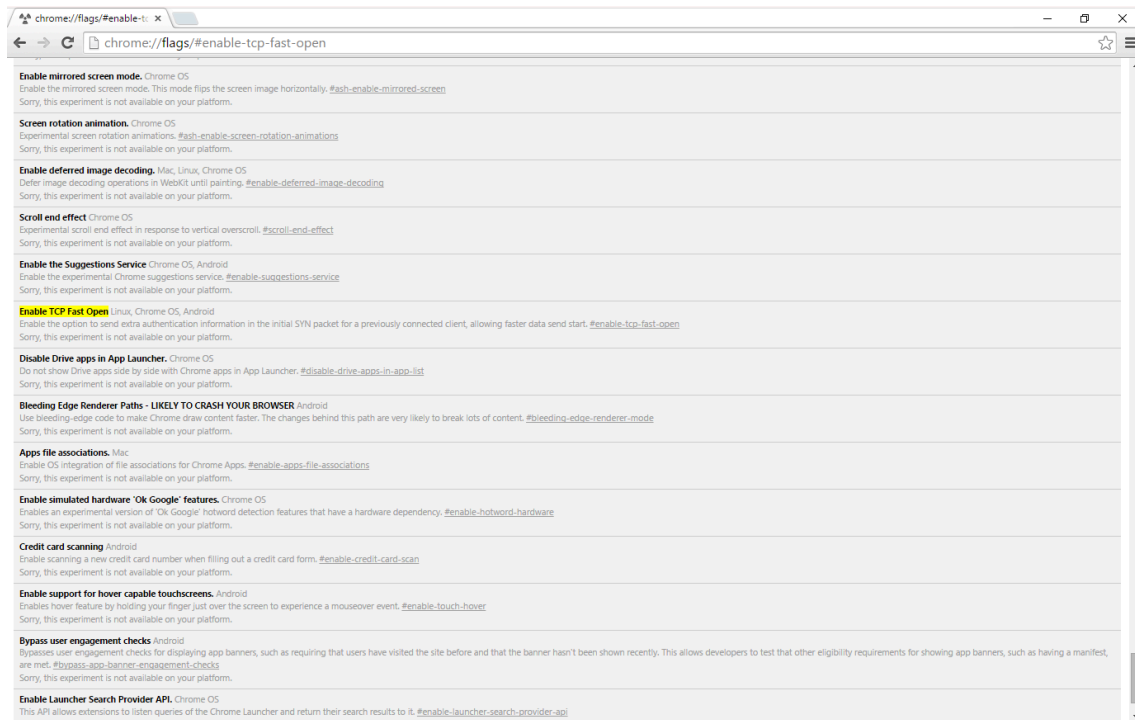 chrome://flags/#enable-tc
chrome://flags/#enable-tcp-fast-open
Enable mirrored screen mode. Chrome OS
Enable the mirrored screen mode. This mode flips the screen image horizontally. #ash-enable-mirrored-screen
Sorry, this experiment is not available on your platform.
Screen rotation animation. Chrome OS
Experimental screen rotation animations. #ash-enable-screen-rotation-animations
Sorry, this experiment is not available on your platform.
Enable deferred image decoding. Mac, Linux, Chrome OS
Defer image decoding operations in WebKit until painting. #enable-deferred-image-decoding
Sorry, this experiment is not available on your platform.
Scroll end effect Chrome OS
Experimental scroll end effect in response to vertical overscroll. #scroll-end-effect
Sorry, this experiment is not available on your platform.
Enable the Suggestions Service Chrome OS, Android
Enable the experimental Chrome suggestions service. #enable-suggestions-service
Sorry, this experiment is not available on your platform.
Enable TCP Fast Open Linux, Chrome OS, Android
Enable the option to send extra authentication information in the initial SYN packet for a previously connected client, allowing faster data send start. #enable-tcp-fast-open
Sorry, this experiment is not available on your platform.
Disable Drive apps in App Launcher. Chrome OS
Do not show Drive apps side by side with Chrome apps in App Launcher. #disable-drive-apps-in-app-list
Sorry, this experiment is not available on your platform.
Bleeding Edge Renderer Paths - LIKELY TO CRASH YOUR BROWSER Android
Use bleeding-edge code to make Chrome draw content faster. The changes behind this path are very likely to break lots of content. #bleeding-edge-renderer-mode
Sorry, this experiment is not available on your platform.
Apps file associations. Mac
Enable OS integration of file associations for Chrome Apps. #enable-apps-file-associations
Sorry, this experiment is not available on your platform.
Enable simulated hardware 'Ok Google' features. Chrome OS
Enables an experimental version of 'Ok Google' hotword detection features that have a hardware dependency. #enable-hotword-hardware
Sorry, this experiment is not available on your platform.
Credit card scanning Android
Enable scanning a new credit card number when filling out a credit card form. #enable-credit-card-scan
Sorry, this experiment is not available on your platform.
Enable support for hover capable touchscreens. Android
Enables hover feature by holding your finger just over the screen to experience a mouseover event. #enable-touch-hover
Sorry, this experiment is not available on your platform.
Bypass user engagement checks Android
Bypasses user engagement checks for displaying app banners, such as requiring that users have visited the site before and that the banner hasn't been shown recently. This allows developers to test that other eligibility requirements for showing app banners, such as having a manifest,
are met. #bypass-app-banner-engagement-checks
Sorry, this experiment is not available on your platform.
Enable Launcher Search Provider API. Chrome OS
This API allows extensions to listen queries of the Chrome Launcher and return their search results to it. #enable-launcher-search-provider-api